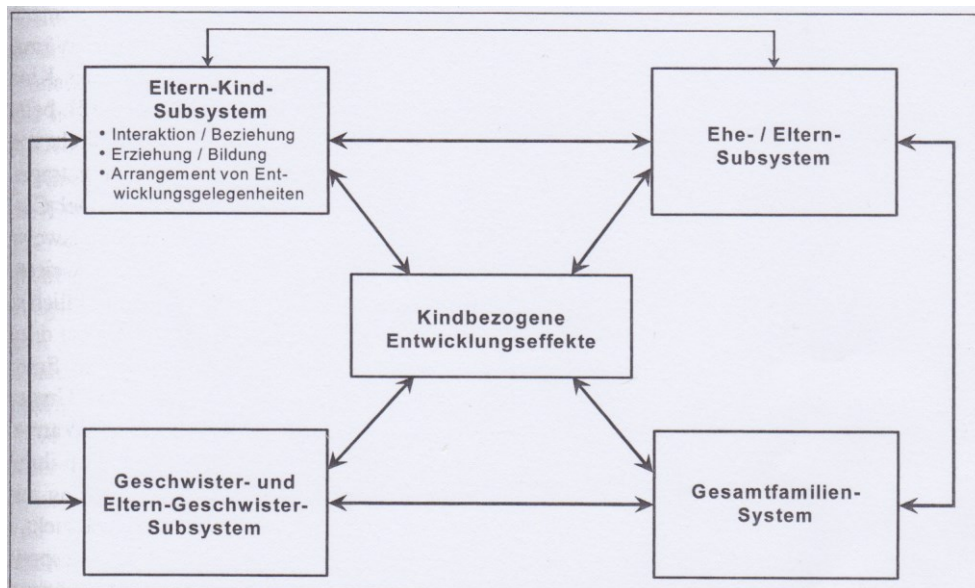 Eltern-Kind-
Subsystem
• Interaktion / Beziehung
• Erziehung / Bildung
• Arrangement von Ent-
wicklungsgelegenheiten
Ehe- / Eltern-
Subsystem
Kindbezogene
Entwicklungseffekte
Geschwister- und
Eltern-Geschwister-
Subsystem
Gesamtfamilien-
System